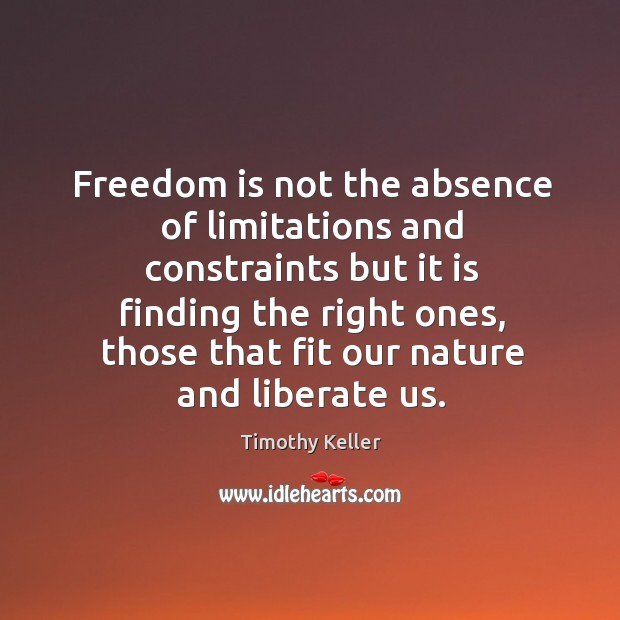 Freedom is not the absence
of limitations and
constraints but it is
finding the right ones,
those that fit our nature
and liberate us.
Timothy Keller
www.idlehearts.com